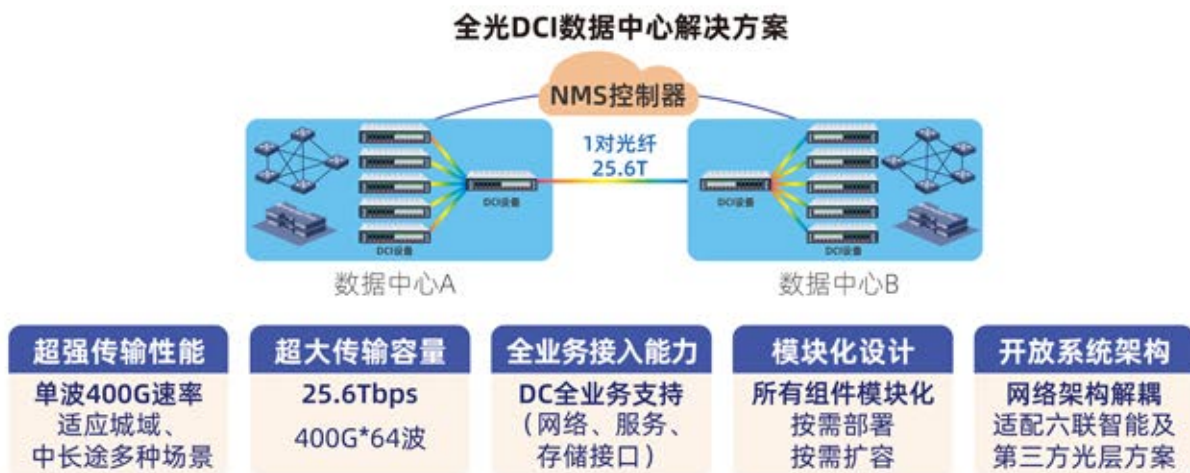 全光DCI数据中心解决方案
NMS控制器
1对光纤
25.6T
DCI设备
DCI设备
DCI设备
DCI设备
数据中心A
数据中心B
超强传输性能
单波400G速率
适应城域、
中长途多种场景
超大传输容量
25.6Tbps
400G*64波
全业务接入能力
DC全业务支持
（网络、服务、
存储接口）
模块化设计
所有组件模块化
按需部署
按需扩容
开放系统架构
网络架构解耦
适配六联智能及
第三方光层方案